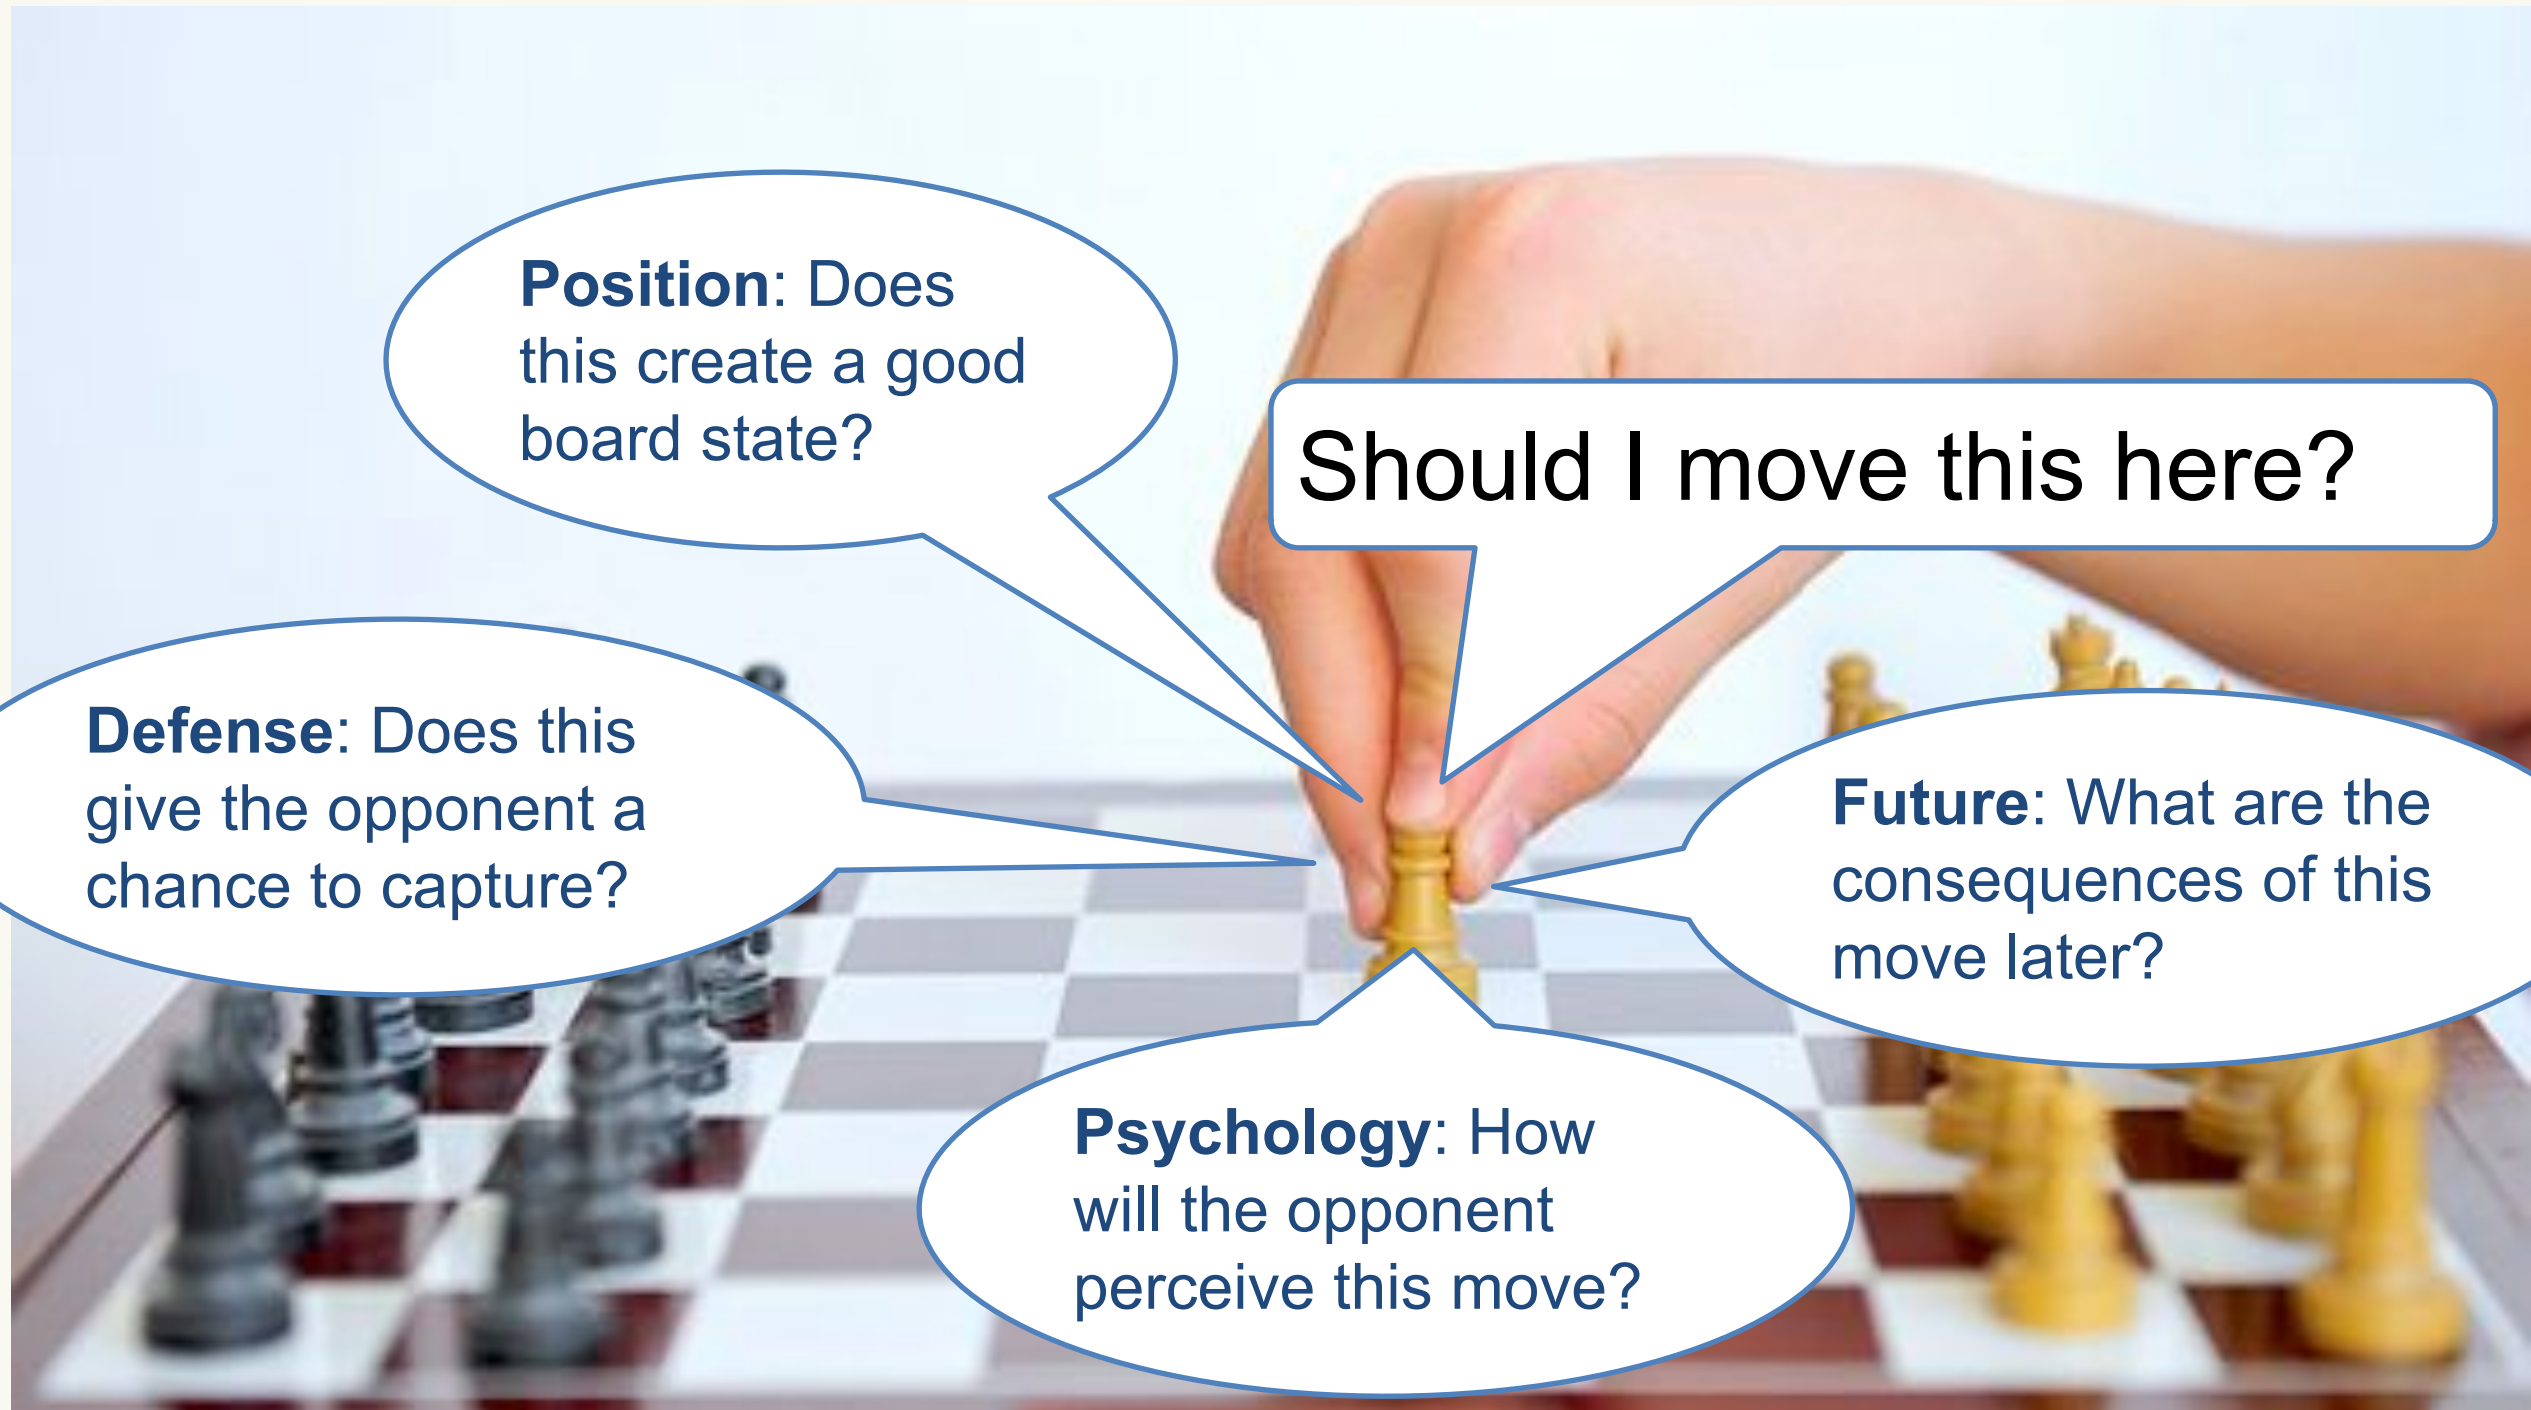 Position: Does
this create a good
board state?
Should I move this here?
Defense: Does this
give the opponent a
chance to capture?
Future: What are the
consequences of this
move later?
Psychology: How
will the opponent
perceive this move?